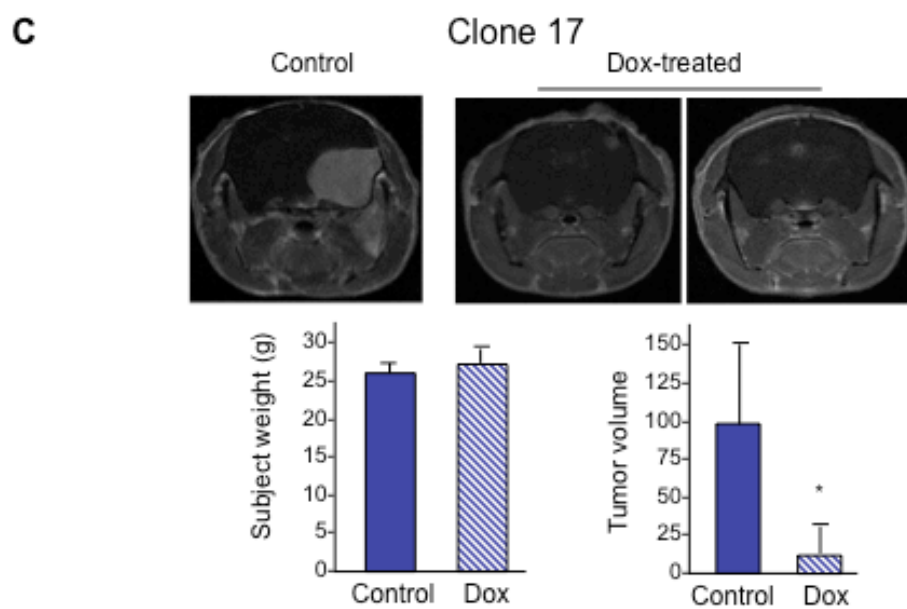 C
Clone 17
Control
Dox-treated
Subject weight (g)
30
25
20
15
10
5
0
Control
Dox
Tumor volume
150
125
100
75
50
25
0
*
Control
Dox